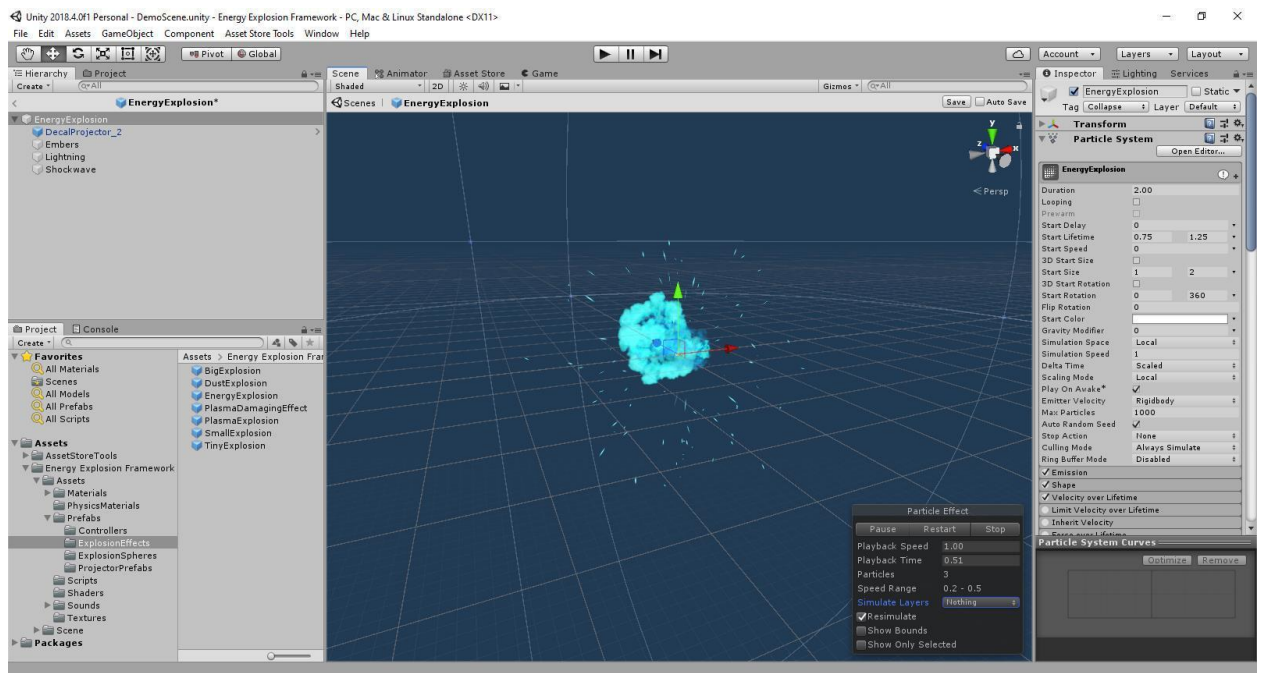 Unity 2018.4.0f1 Personal - DemoScene.unity - Energy Explosion Framework - PC, Mac & Linux Standalone <DX11>
File Edit Assets GameObject Component Asset Store Tools Window Help
Pivot Global
Account Layers Layout
Hierarchy Project
Create All
EnergyExplosion*
EnergyExplosion
DecalProjector_2
Embers
Lightning
Shockwave
Scene Animator Asset Store Game
Shaded 2D Gizmos All
Scenes EnergyExplosion Save Auto Save
y
z x
Persp
Particle Effect
Pause Restart Stop
Playback Speed 1.00
Playback Time 0.51
Particles 3
Speed Range 0.2 - 0.5
Simulate Layers Nothing
Resimulate
Show Bounds
Show Only Selected
Project Console
Create
Favorites
All Materials
Scenes
All Models
All Prefabs
All Scripts
Assets
AssetStoreTools
Energy Explosion Framework
Assets
Materials
PhysicsMaterials
Prefabs
Controllers
ExplosionEffects
ExplosionSpheres
ProjectorPrefabs
Scripts
Shaders
Sounds
Textures
Scene
Packages
Assets > Energy Explosion Frar
BigExplosion
DustExplosion
EnergyExplosion
PlasmaDamagingEffect
PlasmaExplosion
SmallExplosion
TinyExplosion
Inspector Lighting Services
EnergyExplosion Static
Tag Collapse Layer Default
Transform
Particle System
Open Editor...
EnergyExplosion
Duration 2.00
Looping
Prewarm
Start Delay 0
Start Lifetime 0.75 1.25
Start Speed 0
3D Start Size
Start Size 1 2
3D Start Rotation
Start Rotation 0 360
Flip Rotation 0
Start Color
Gravity Modifier 0
Simulation Space Local
Simulation Speed 1
Delta Time Scaled
Scaling Mode Local
Play On Awake*
Emitter Velocity Rigidbody
Max Particles 1000
Auto Random Seed
Stop Action None
Culling Mode Always Simulate
Ring Buffer Mode Disabled
Emission
Shape
Velocity over Lifetime
Limit Velocity over Lifetime
Inherit Velocity
Force over Lifetime
Particle System Curves
Optimize Remove